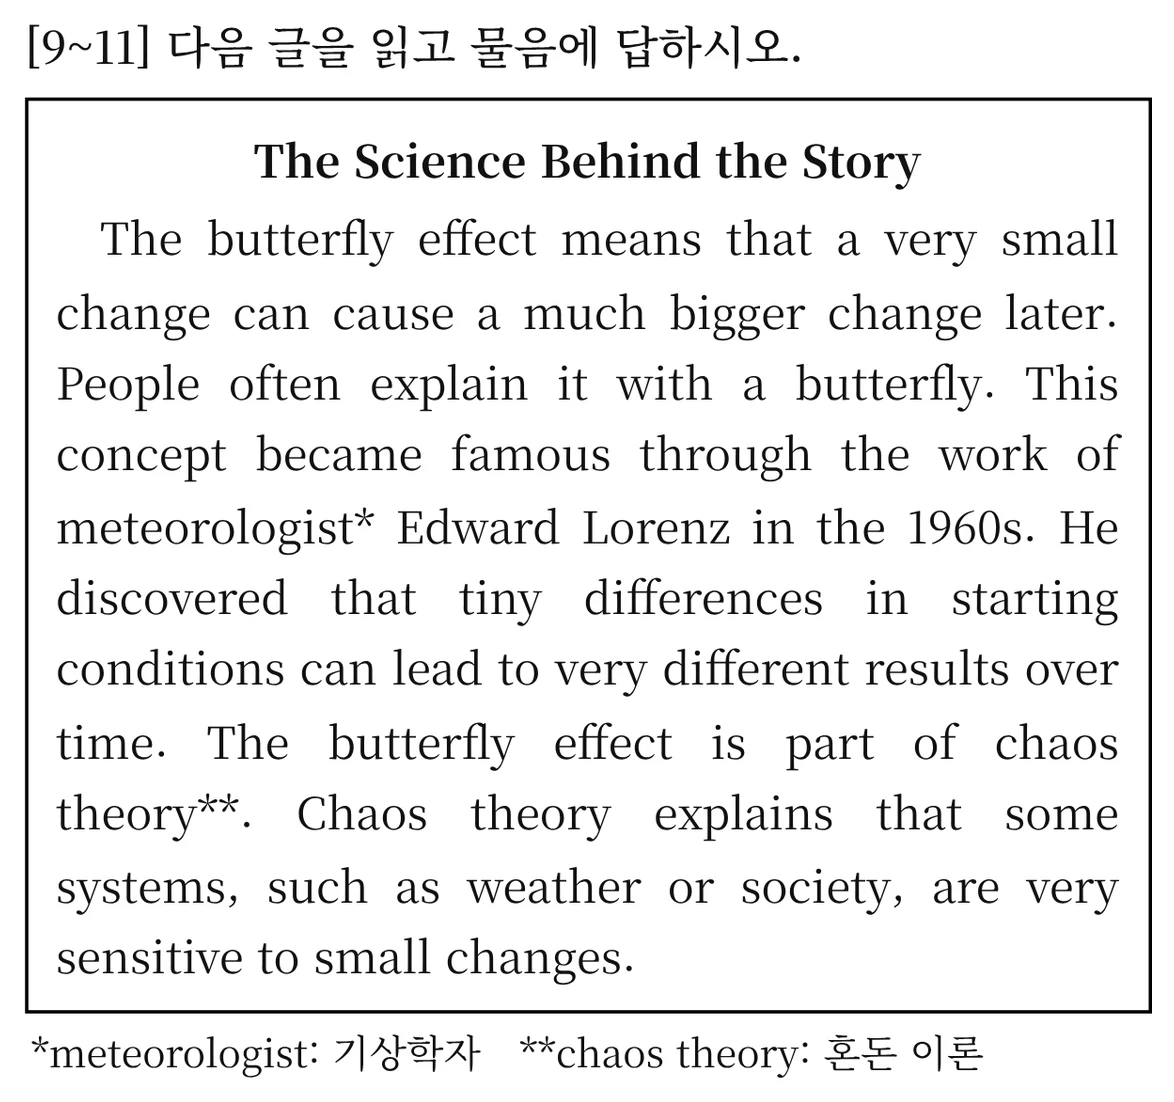 [9~11] 다음 글을 읽고 물음에 답하시오.
The Science Behind the Story
The butterfly effect means that a very small
change can cause a much bigger change later.
People often explain it with a butterfly. This
concept became famous through the work of
meteorologist* Edward Lorenz in the 1960s. He
discovered that tiny differences in starting
conditions can lead to very different results over
time. The butterfly effect is part of chaos
theory**. Chaos theory explains that some
systems, such as weather or society, are very
sensitive to small changes.
*meteorologist: 기상학자 **chaos theory: 혼돈 이론